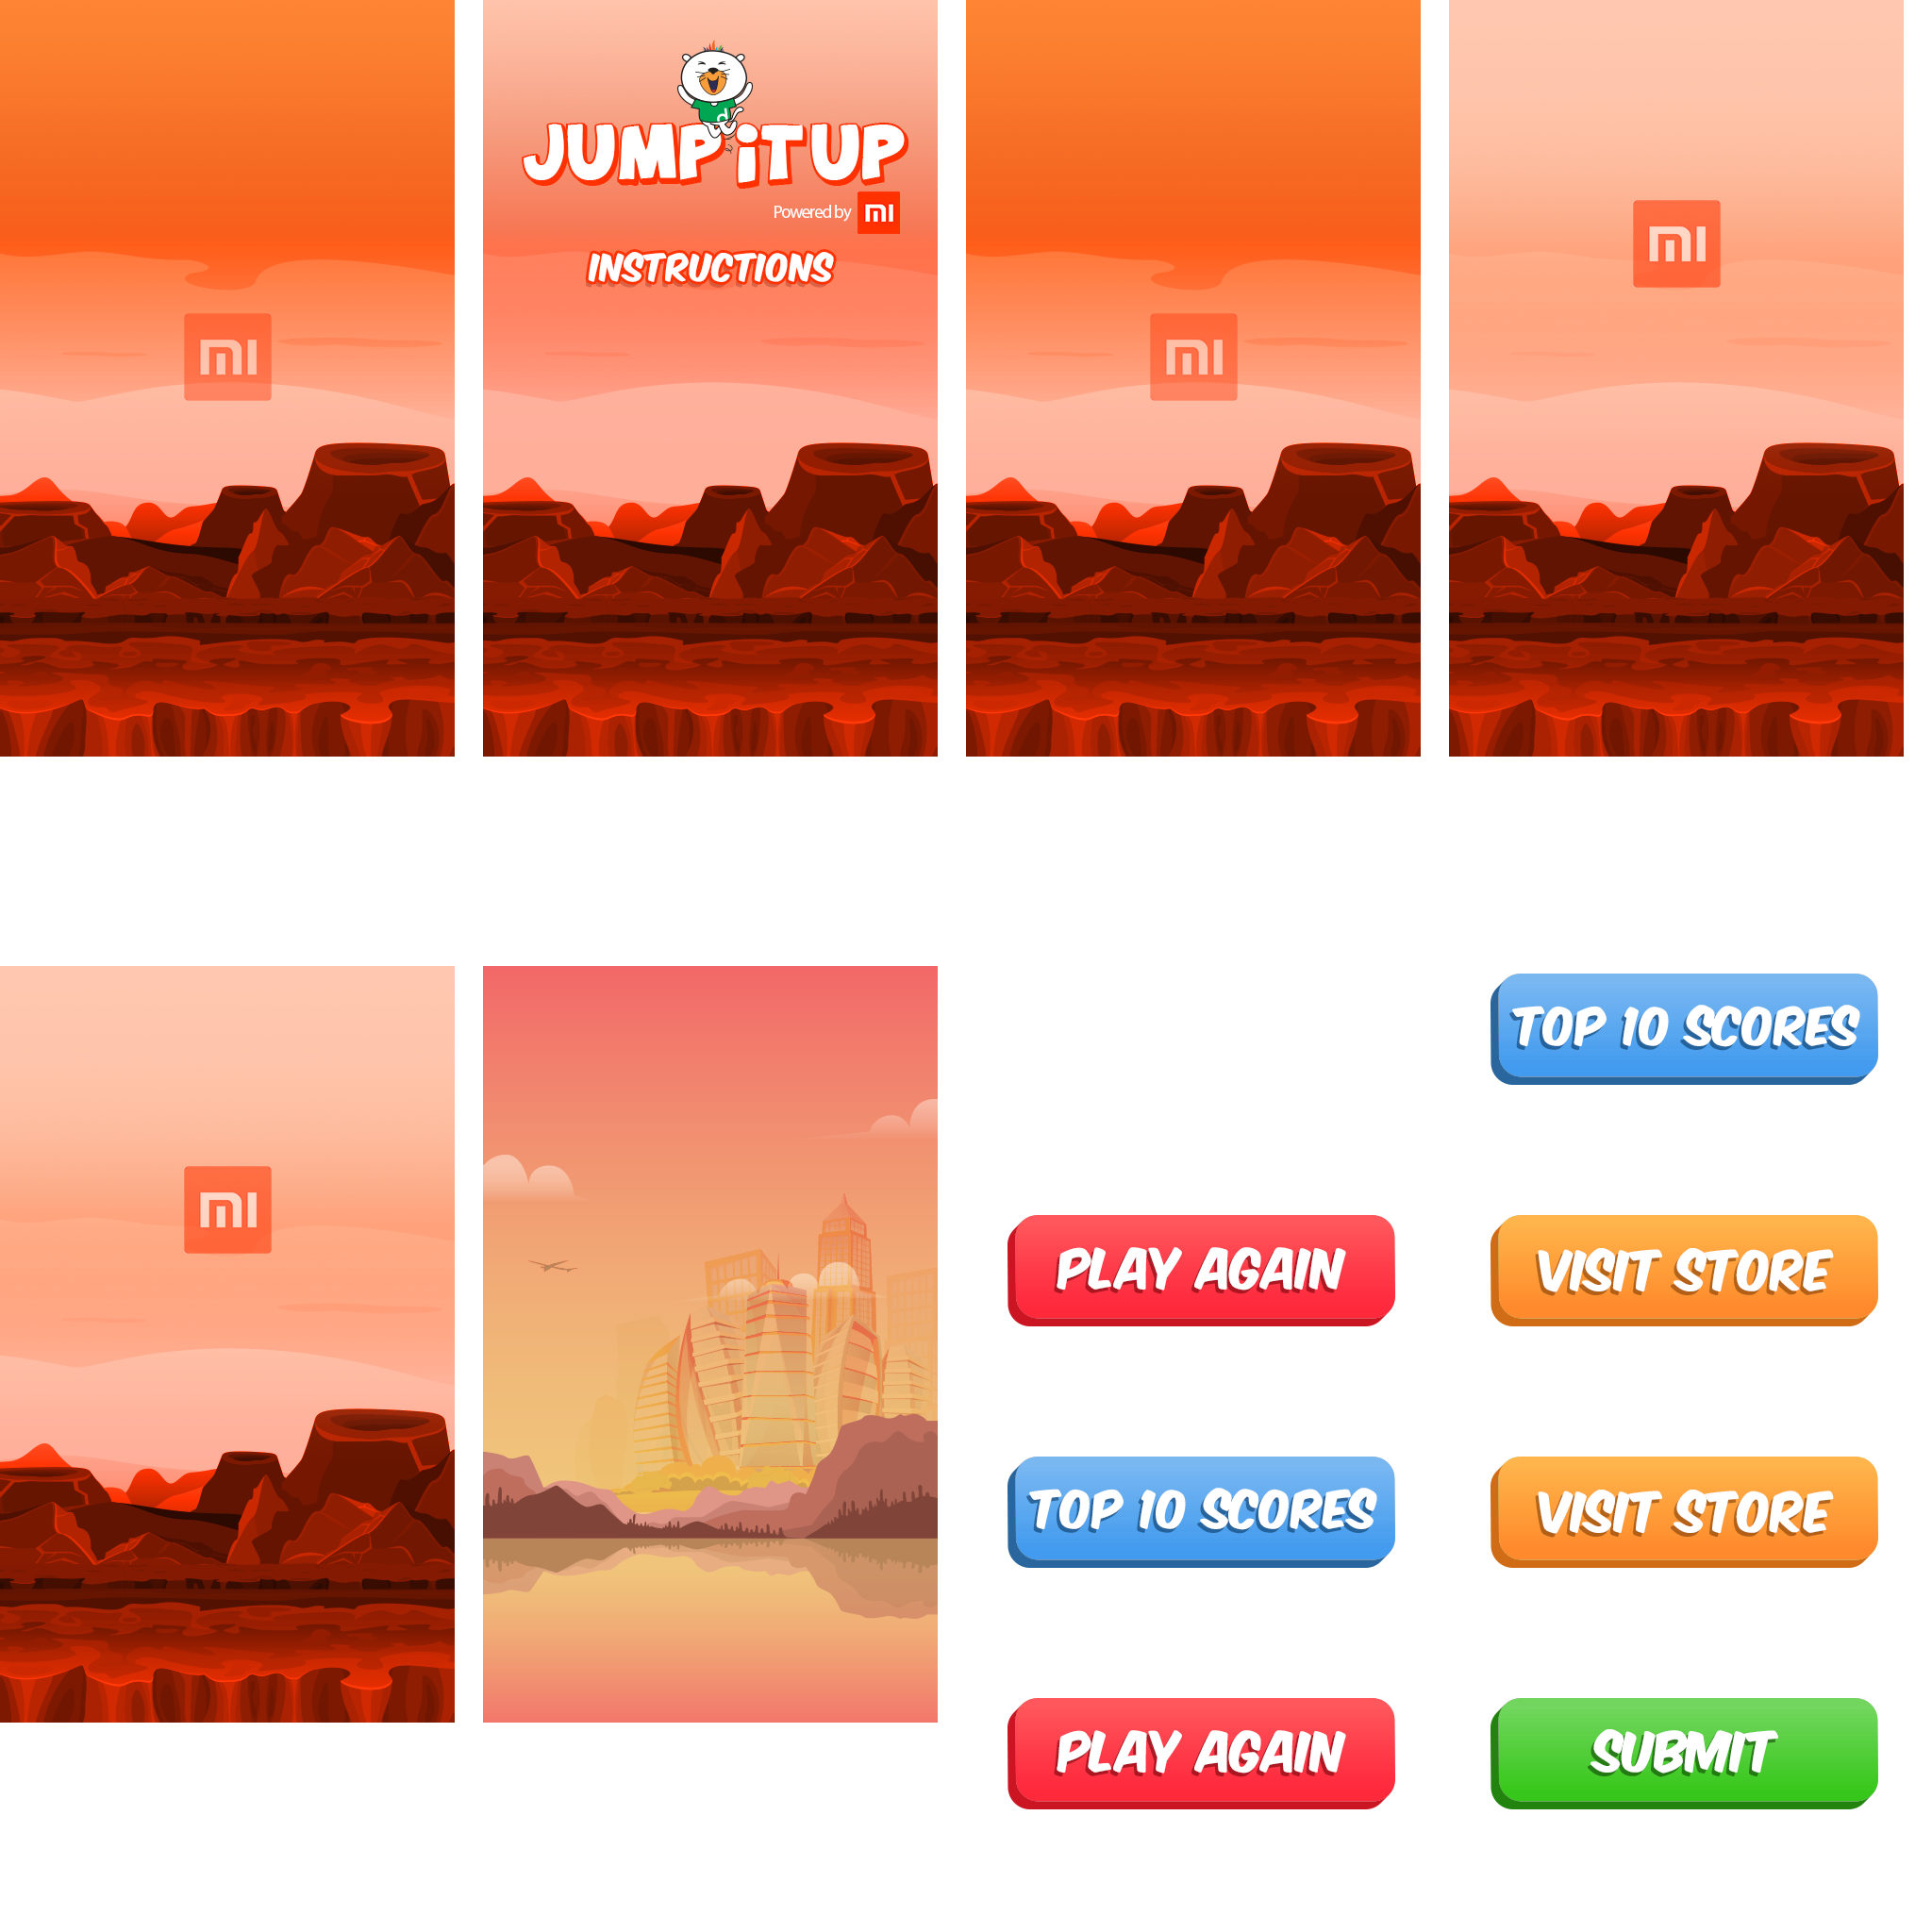 JUMP iT UP
Powered by mi
INSTRUCTIONS
mi
mi
mi
mi
TOP 10 SCORES
PLAY AGAIN
VISIT STORE
TOP 10 SCORES
VISIT STORE
PLAY AGAIN
SUBMIT